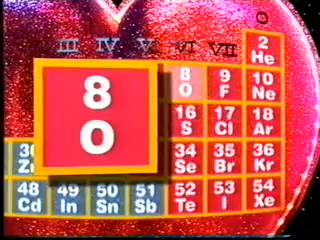 O
III IV V VI VII
2
He
8
O
8 9 10
O F Ne
16 17 18
S Cl Ar
34 35 36
Se Br Kr
48 49 50 51 52 53 54
Cd In Sn Sb Te I Xe